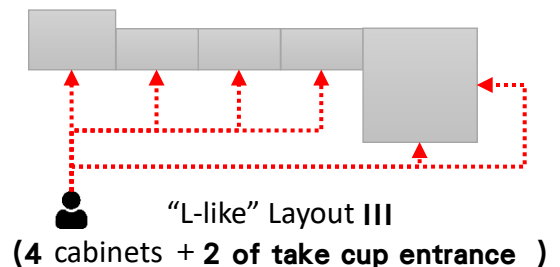 “L-like” Layout III
(4 cabinets + 2 of take cup entrance )